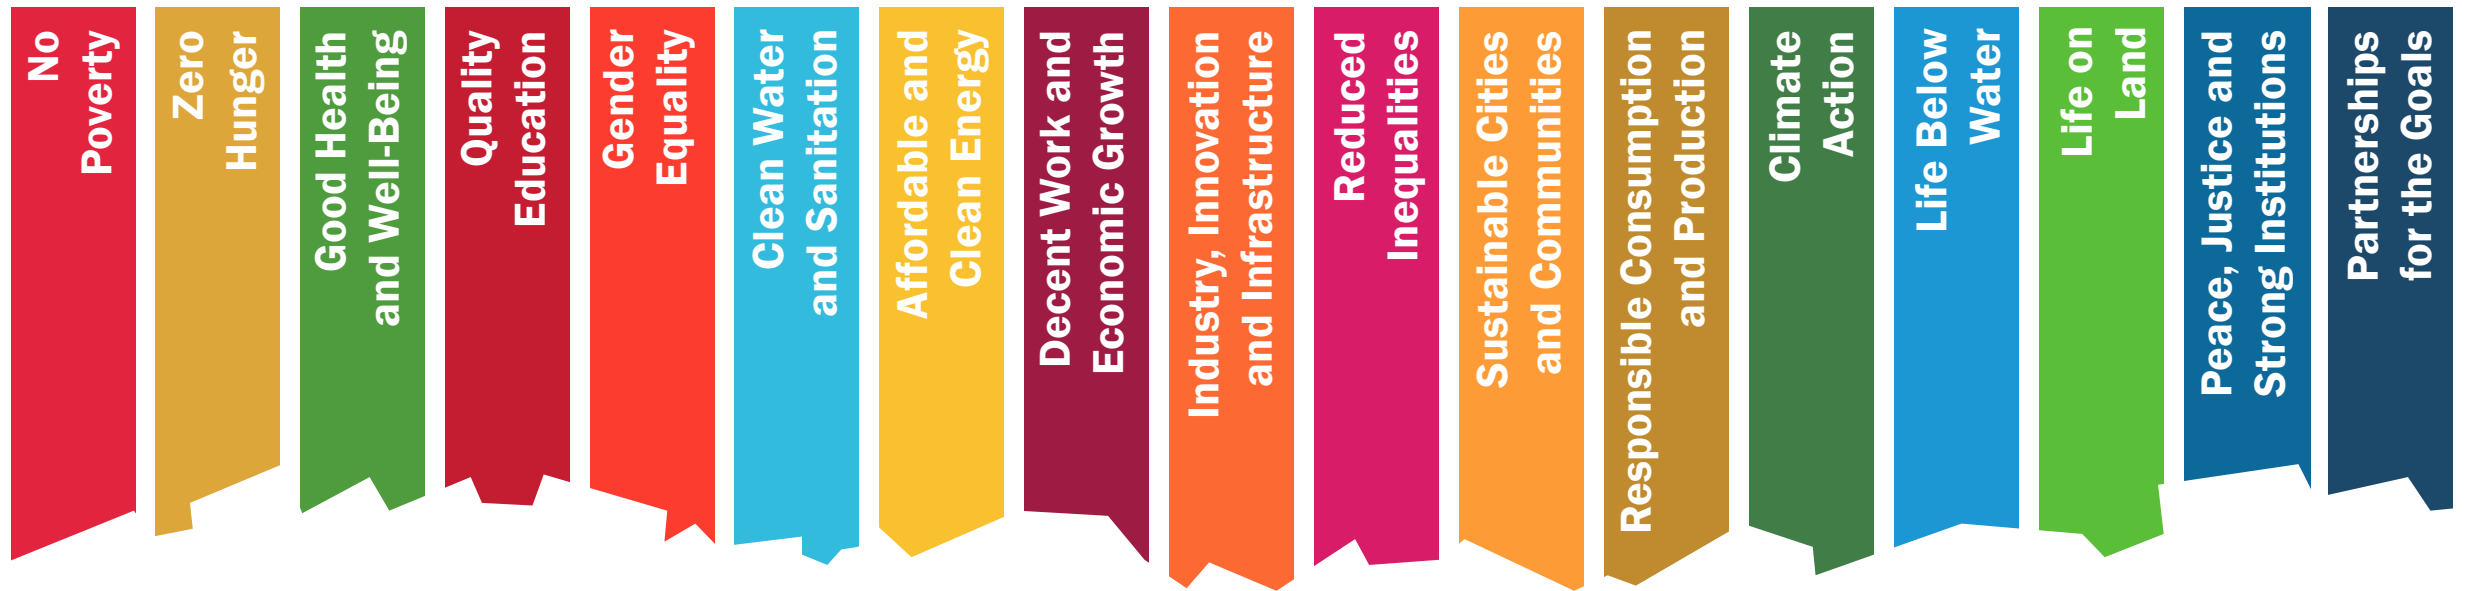 No
Poverty
Zero
Hunger
Good Health
and Well-Being
Quality
Education
Gender
Equality
Clean Water
and Sanitation
Affordable and
Clean Energy
Decent Work and
Economic Growth
Industry, Innovation
and Infrastructure
Reduced
Inequalities
Sustainable Cities
and Communities
Responsible Consumption
and Production
Climate
Action
Life Below
Water
Life on
Land
Peace, Justice and
Strong Institutions
Partnerships
for the Goals